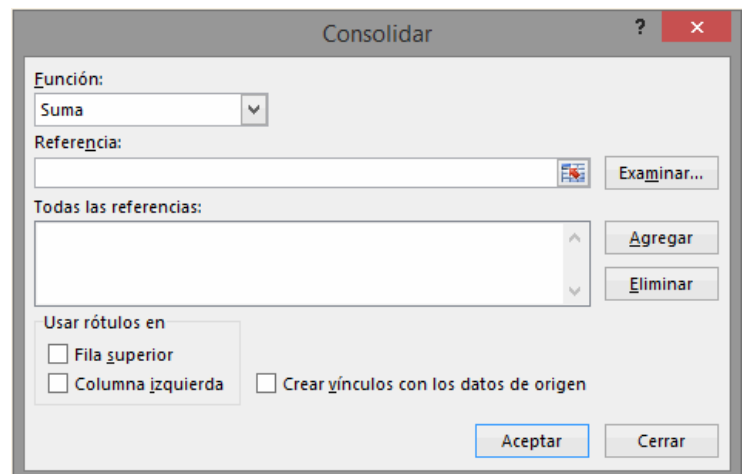 Consolidar ?
Función:
Suma
Referencia:
Examinar...
Todas las referencias:
Agregar
Eliminar
Usar rótulos en
Fila superior
Columna izquierda
Crear vínculos con los datos de origen
Aceptar Cerrar